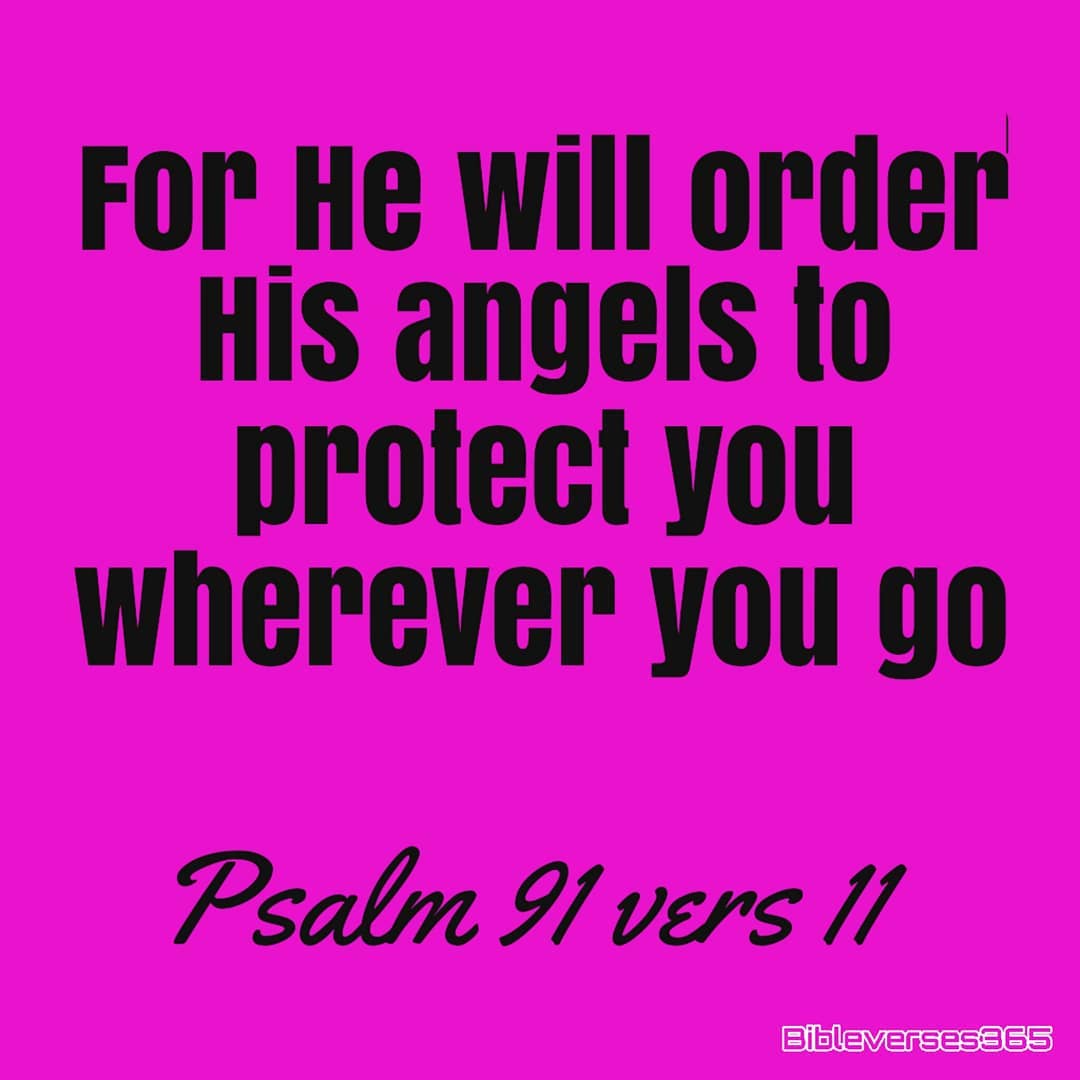 For He will order
His angels to
protect you
wherever you go
Psalm 91 vers 11
Bibleverses365